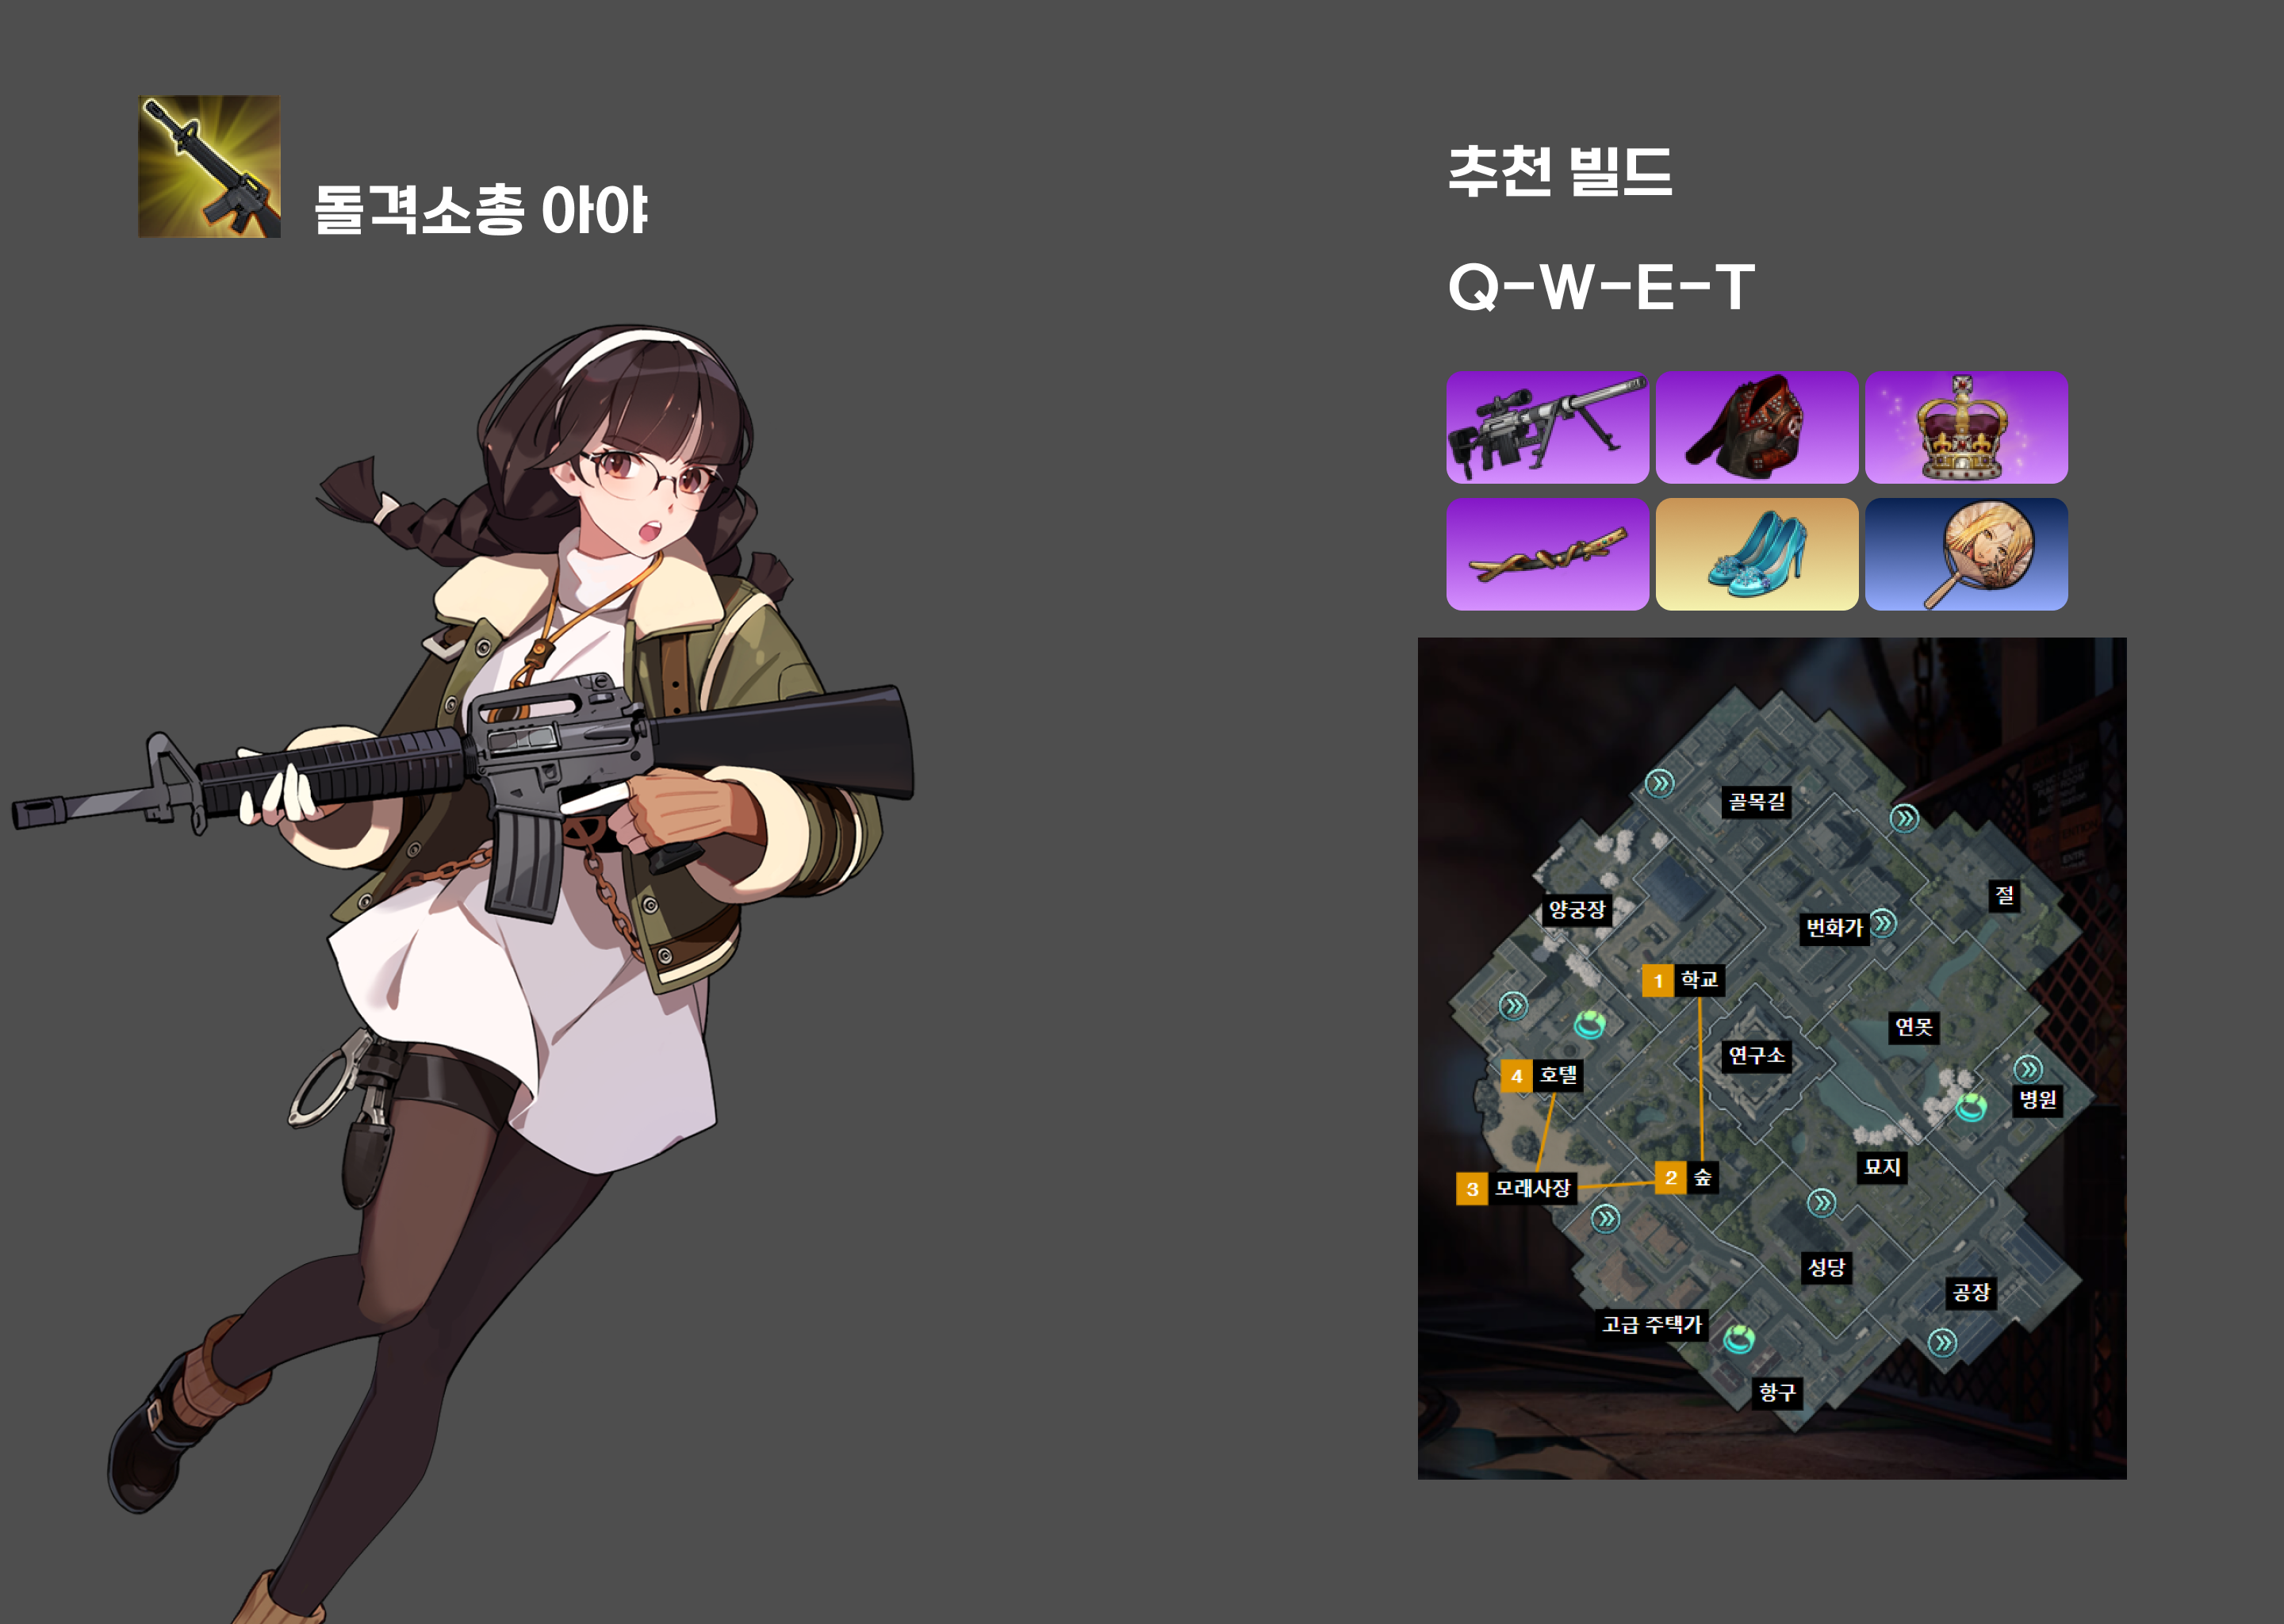 돌격소총 아야
추천 빌드
Q-W-E-T
골목길
절
양궁장
번화가
1 학교
연못
연구소
4 호텔
병원
묘지
2 숲
3 모래사장
성당
공장
고급 주택가
항구